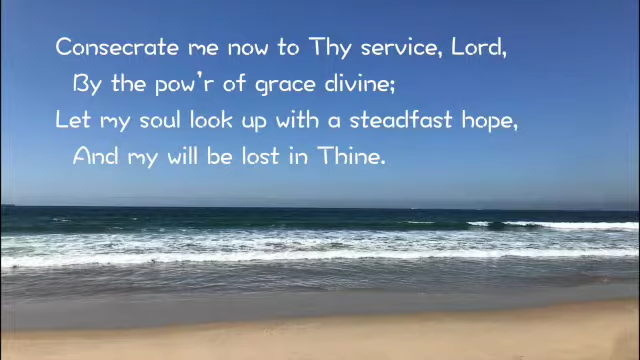 Consecrate me now to Thy service, Lord,
By the pow'r of grace divine;
Let my soul look up with a steadfast hope,
And my will be lost in Thine.